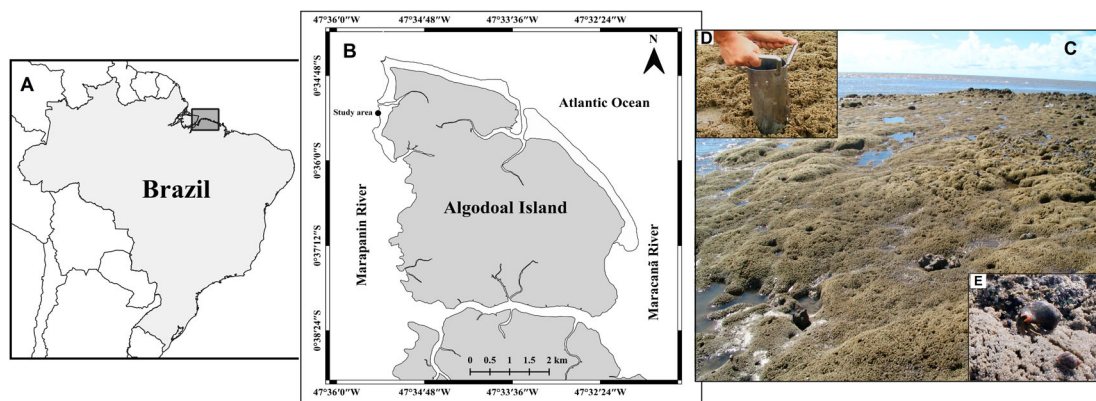 A
Brazil
47°36'0"W
47°34'48"W
47°33'36"W
47°32'24"W
B
N
0°34'48"S
0°36'0"S
0°37'12"S
0°38'24"S
Atlantic Ocean
Study area
Marapanin River
Algodoal Island
Maracanã River
0 0.5 1 1.5 2 km
47°36'0"W
47°34'48"W
47°33'36"W
47°32'24"W
D
C
E